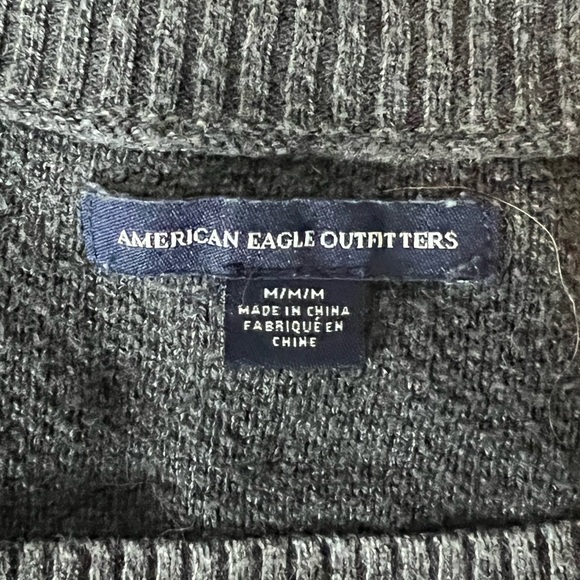 AMERICAN EAGLE OUTFITTERS
M/M/M
MADE IN CHINA
FABRIQUÉ EN
CHINE